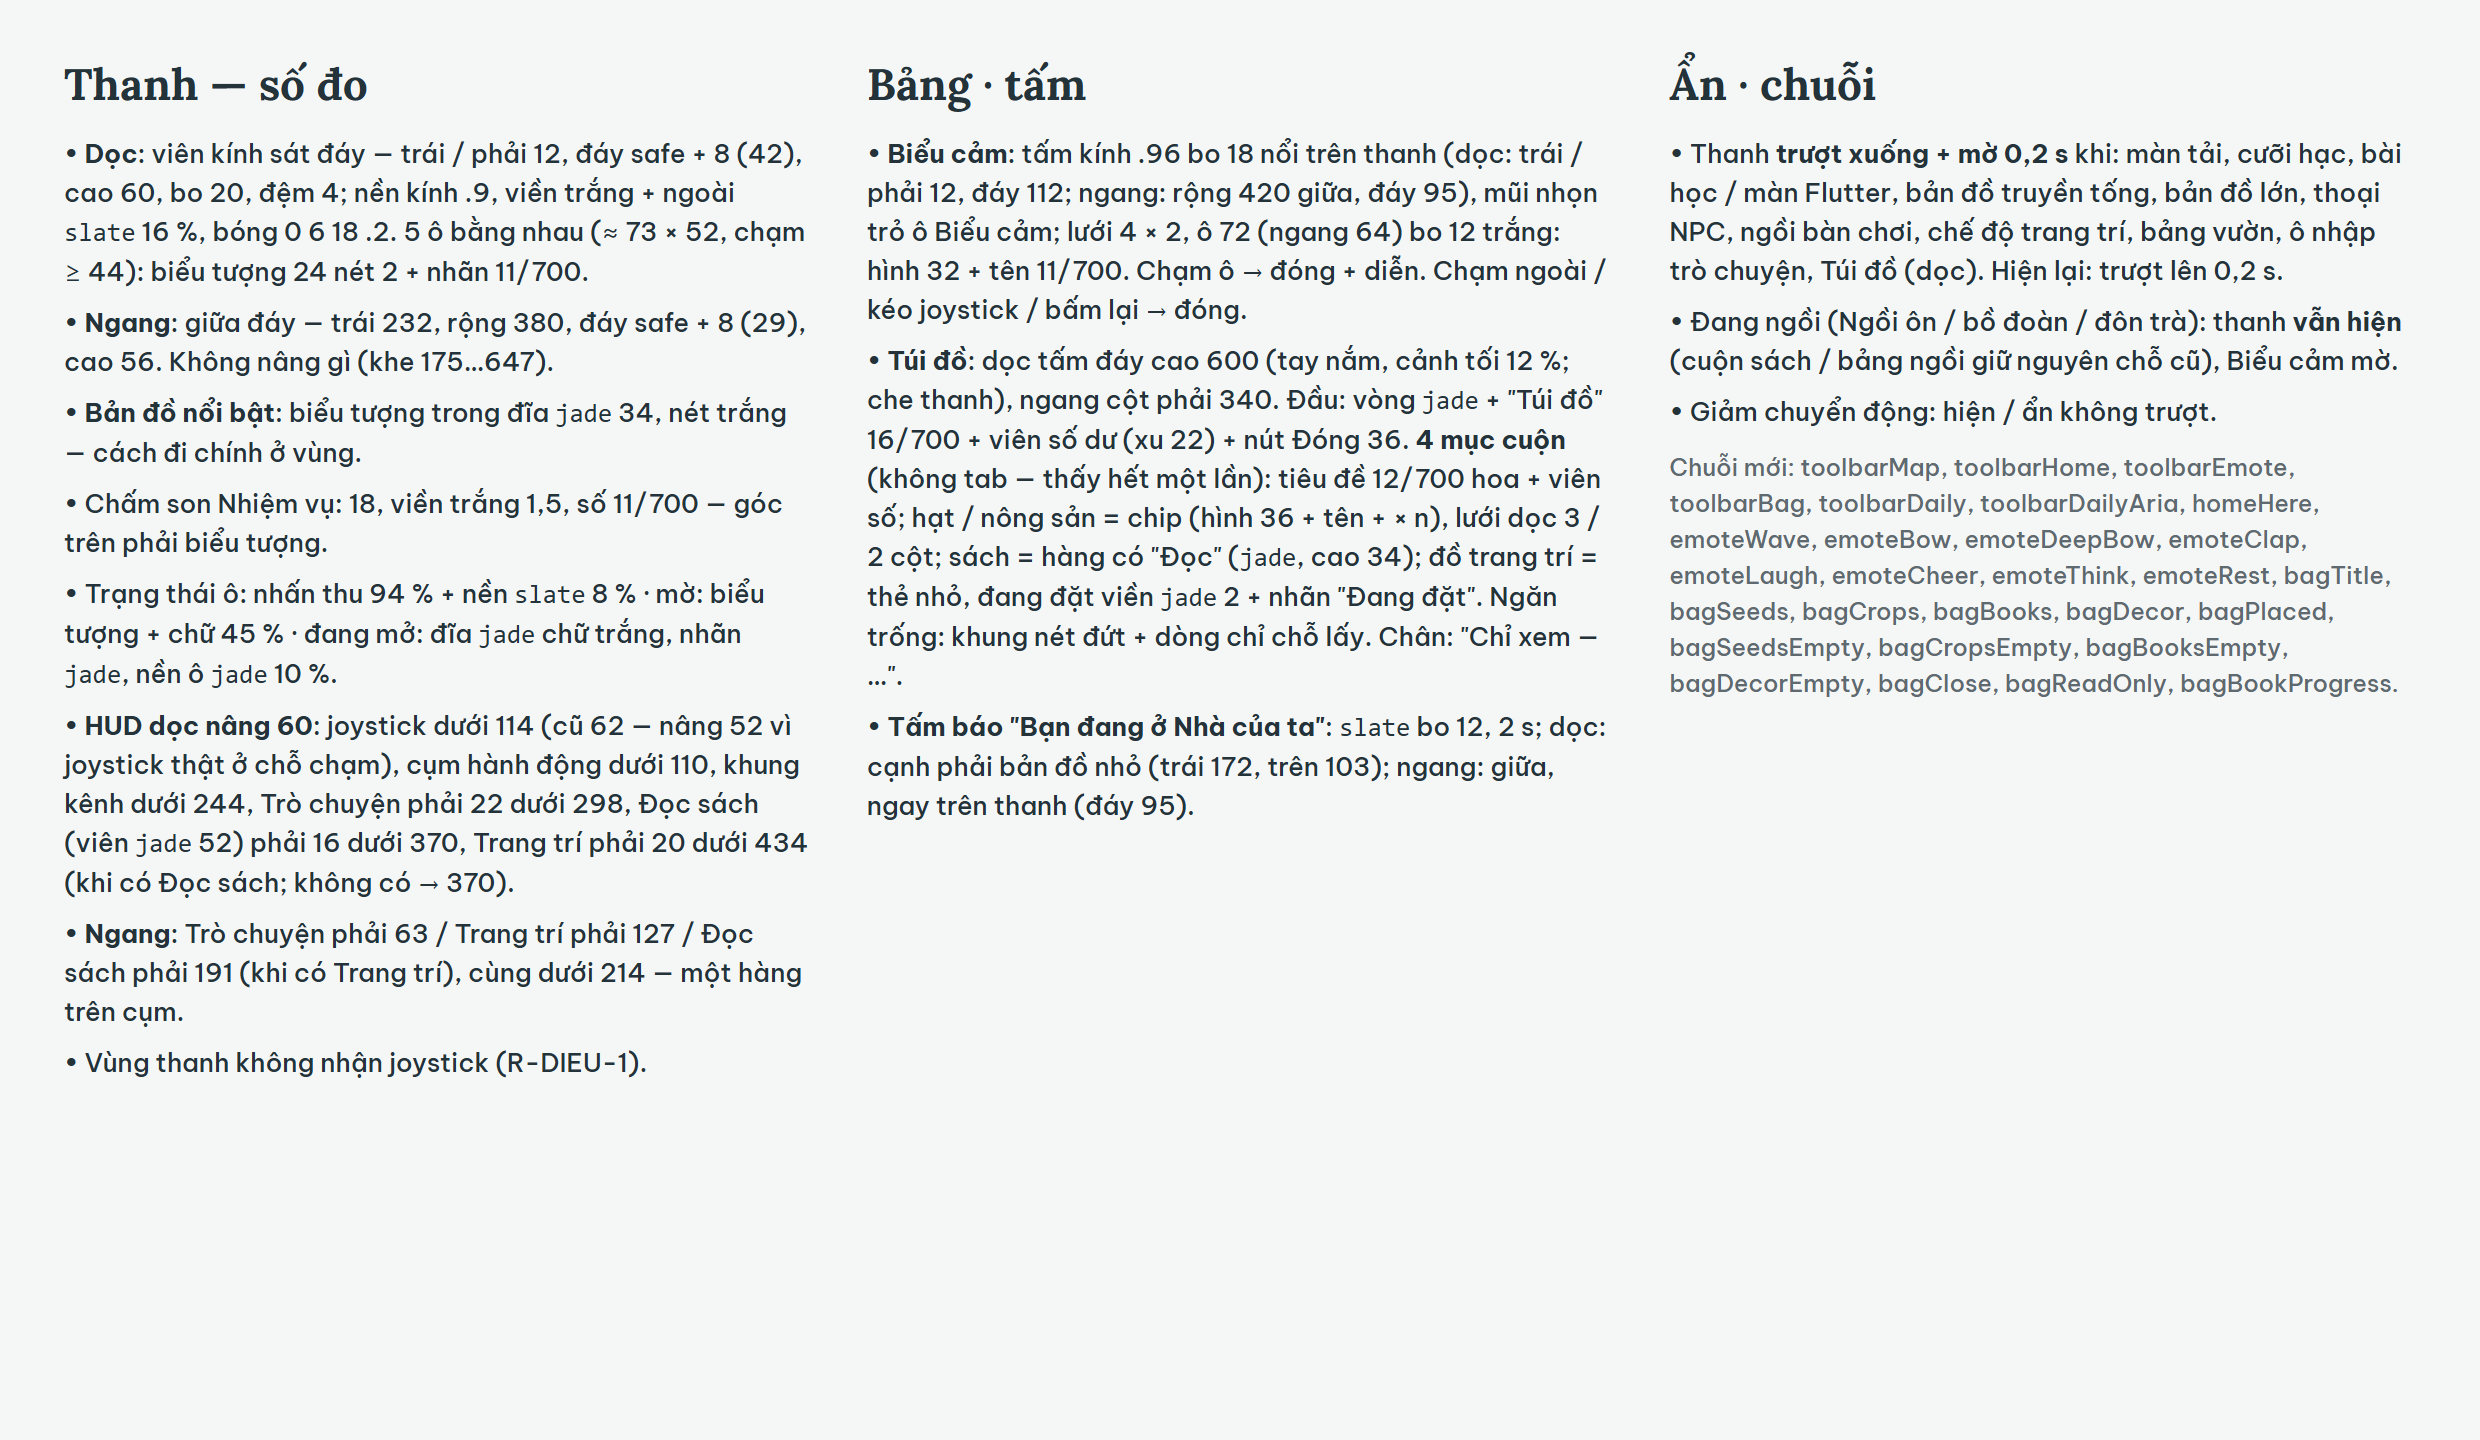 Thanh — số đo
• Dọc: viên kính sát đáy — trái / phải 12, đáy safe + 8 (42),
cao 60, bo 20, đệm 4; nền kính .9, viền trắng + ngoài
slate 16 %, bóng 0 6 18 .2. 5 ô bằng nhau (≈ 73 × 52, chạm
≥ 44): biểu tượng 24 nét 2 + nhãn 11/700.
• Ngang: giữa đáy — trái 232, rộng 380, đáy safe + 8 (29),
cao 56. Không nâng gì (khe 175…647).
• Bản đồ nổi bật: biểu tượng trong đĩa jade 34, nét trắng
— cách đi chính ở vùng.
• Chấm son Nhiệm vụ: 18, viền trắng 1,5, số 11/700 — góc
trên phải biểu tượng.
• Trạng thái ô: nhấn thu 94 % + nền slate 8 % · mờ: biểu
tượng + chữ 45 % · đang mở: đĩa jade chữ trắng, nhãn
jade, nền ô jade 10 %.
• HUD dọc nâng 60: joystick dưới 114 (cũ 62 — nâng 52 vì
joystick thật ở chỗ chạm), cụm hành động dưới 110, khung
kênh dưới 244, Trò chuyện phải 22 dưới 298, Đọc sách
(viên jade 52) phải 16 dưới 370, Trang trí phải 20 dưới 434
(khi có Đọc sách; không có → 370).
• Ngang: Trò chuyện phải 63 / Trang trí phải 127 / Đọc
sách phải 191 (khi có Trang trí), cùng dưới 214 — một hàng
trên cụm.
• Vùng thanh không nhận joystick (R-DIEU-1).
Bảng · tấm
• Biểu cảm: tấm kính .96 bo 18 nổi trên thanh (dọc: trái /
phải 12, đáy 112; ngang: rộng 420 giữa, đáy 95), mũi nhọn
trỏ ô Biểu cảm; lưới 4 × 2, ô 72 (ngang 64) bo 12 trắng:
hình 32 + tên 11/700. Chạm ô → đóng + diễn. Chạm ngoài /
kéo joystick / bấm lại → đóng.
• Túi đồ: dọc tấm đáy cao 600 (tay nắm, cảnh tối 12 %;
che thanh), ngang cột phải 340. Đầu: vòng jade + "Túi đồ"
16/700 + viên số dư (xu 22) + nút Đóng 36. 4 mục cuộn
(không tab — thấy hết một lần): tiêu đề 12/700 hoa + viên
số; hạt / nông sản = chip (hình 36 + tên + × n), lưới dọc 3 /
2 cột; sách = hàng có "Đọc" (jade, cao 34); đồ trang trí =
thẻ nhỏ, đang đặt viền jade 2 + nhãn "Đang đặt". Ngăn
trống: khung nét đứt + dòng chỉ chỗ lấy. Chân: "Chỉ xem —
…".
• Tấm báo "Bạn đang ở Nhà của ta": slate bo 12, 2 s; dọc:
cạnh phải bản đồ nhỏ (trái 172, trên 103); ngang: giữa,
ngay trên thanh (đáy 95).
Ẩn · chuỗi
• Thanh trượt xuống + mờ 0,2 s khi: màn tải, cưỡi hạc, bài
học / màn Flutter, bản đồ truyền tống, bản đồ lớn, thoại
NPC, ngồi bàn chơi, chế độ trang trí, bảng vườn, ô nhập
trò chuyện, Túi đồ (dọc). Hiện lại: trượt lên 0,2 s.
• Đang ngồi (Ngồi ôn / bồ đoàn / đôn trà): thanh vẫn hiện
(cuộn sách / bảng ngồi giữ nguyên chỗ cũ), Biểu cảm mờ.
• Giảm chuyển động: hiện / ẩn không trượt.
Chuỗi mới: toolbarMap, toolbarHome, toolbarEmote,
toolbarBag, toolbarDaily, toolbarDailyAria, homeHere,
emoteWave, emoteBow, emoteDeepBow, emoteClap,
emoteLaugh, emoteCheer, emoteThink, emoteRest, bagTitle,
bagSeeds, bagCrops, bagBooks, bagDecor, bagPlaced,
bagSeedsEmpty, bagCropsEmpty, bagBooksEmpty,
bagDecorEmpty, bagClose, bagReadOnly, bagBookProgress.